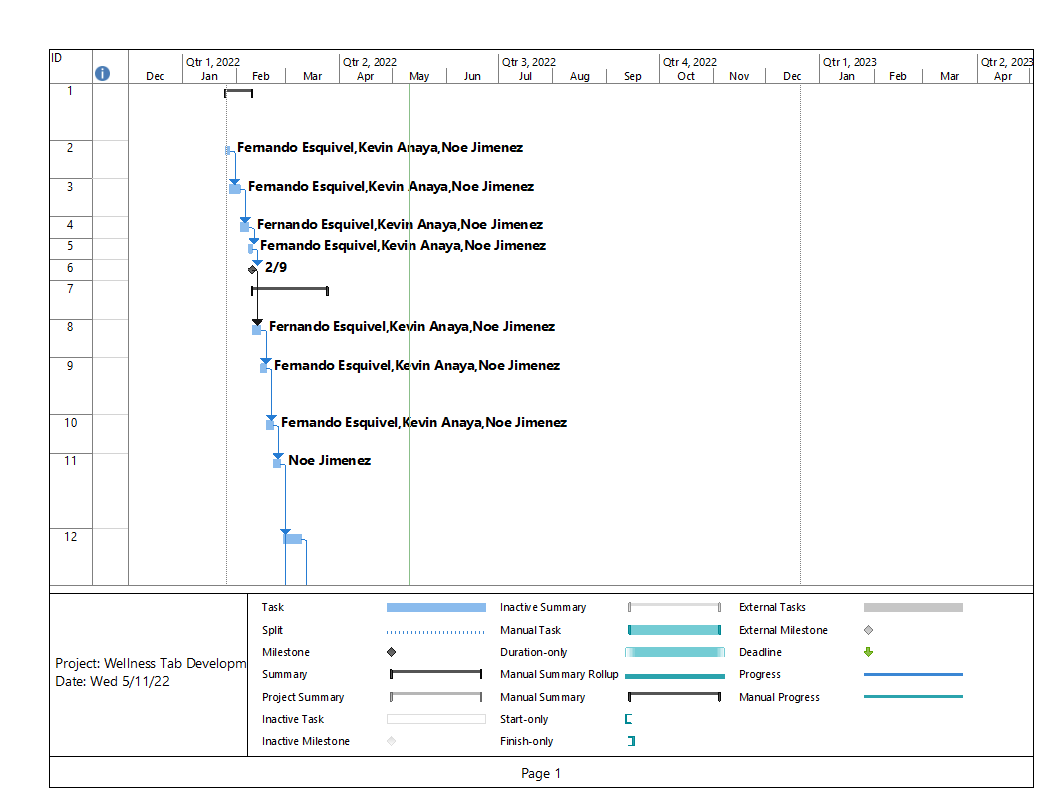 ID
Qtr 1, 2022 Qtr 2, 2022 Qtr 3, 2022 Qtr 4, 2022 Qtr 1, 2023 Qtr 2, 2023
Dec Jan Feb Mar Apr May Jun Jul Aug Sep Oct Nov Dec Jan Feb Mar Apr
1
2 Fernando Esquivel,Kevin Anaya,Noe Jimenez
3 Fernando Esquivel,Kevin Anaya,Noe Jimenez
4 Fernando Esquivel,Kevin Anaya,Noe Jimenez
5 Fernando Esquivel,Kevin Anaya,Noe Jimenez
6 2/9
7
8 Fernando Esquivel,Kevin Anaya,Noe Jimenez
9 Fernando Esquivel,Kevin Anaya,Noe Jimenez
10 Fernando Esquivel,Kevin Anaya,Noe Jimenez
11 Noe Jimenez
12
Project: Wellness Tab Developm
Date: Wed 5/11/22
Task
Split
Milestone
Summary
Project Summary
Inactive Task
Inactive Milestone
Inactive Summary
Manual Task
Duration-only
Manual Summary Rollup
Manual Summary
Start-only
Finish-only
External Tasks
External Milestone
Deadline
Progress
Manual Progress
Page 1